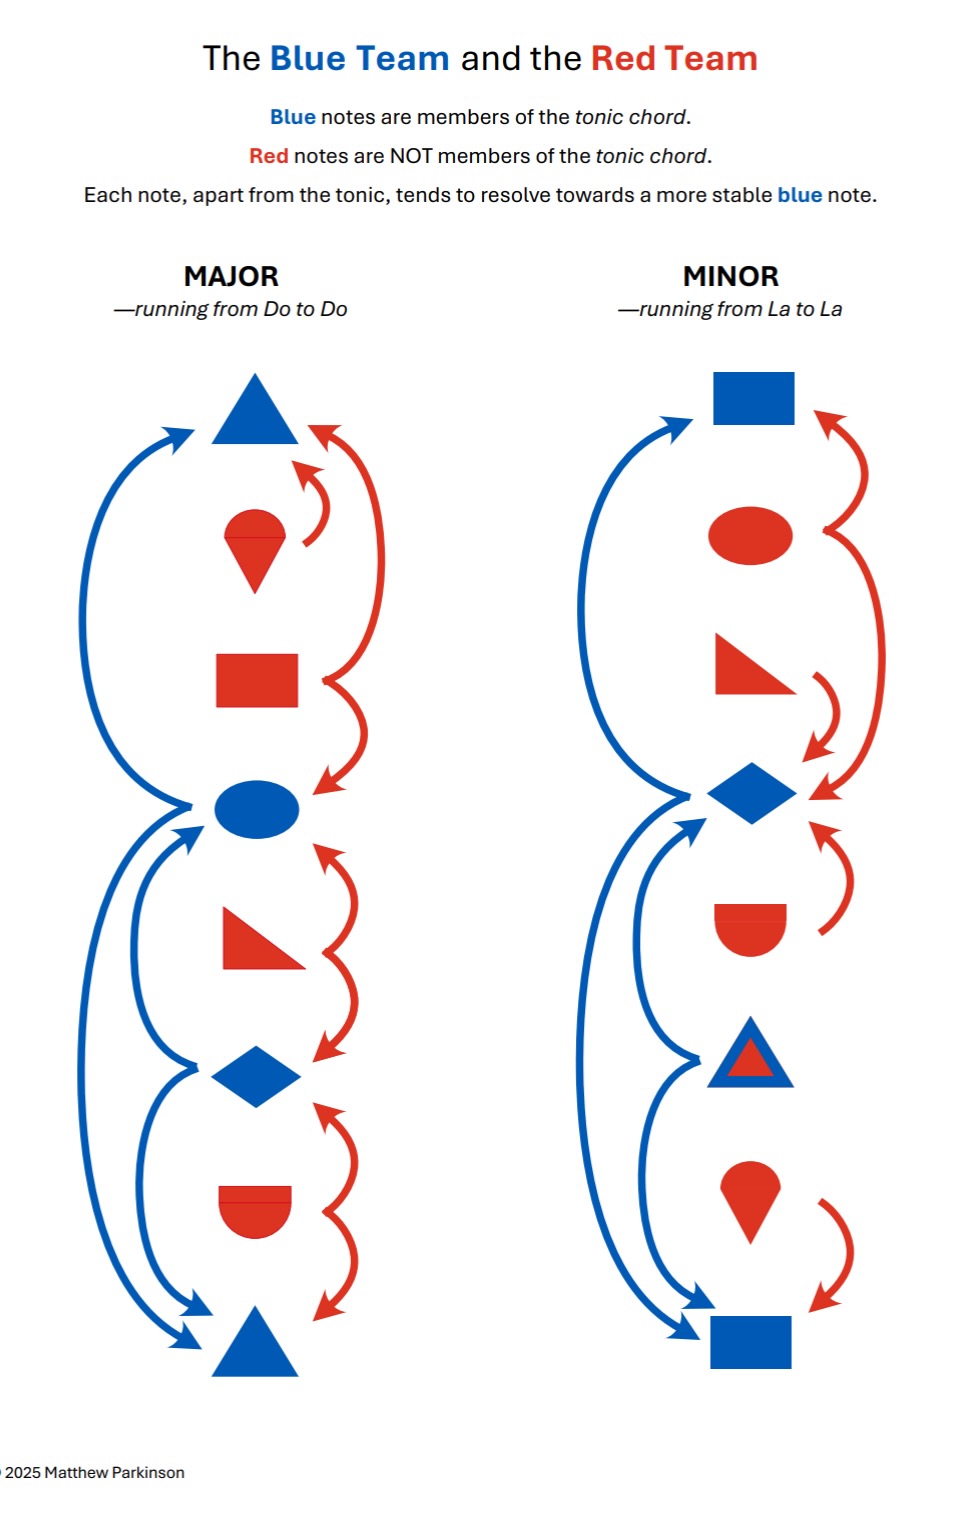 The Blue Team and the Red Team
Blue notes are members of the tonic chord.
Red notes are NOT members of the tonic chord.
Each note, apart from the tonic, tends to resolve towards a more stable blue note.
MAJOR
—running from Do to Do
MINOR
—running from La to La
© 2025 Matthew Parkinson